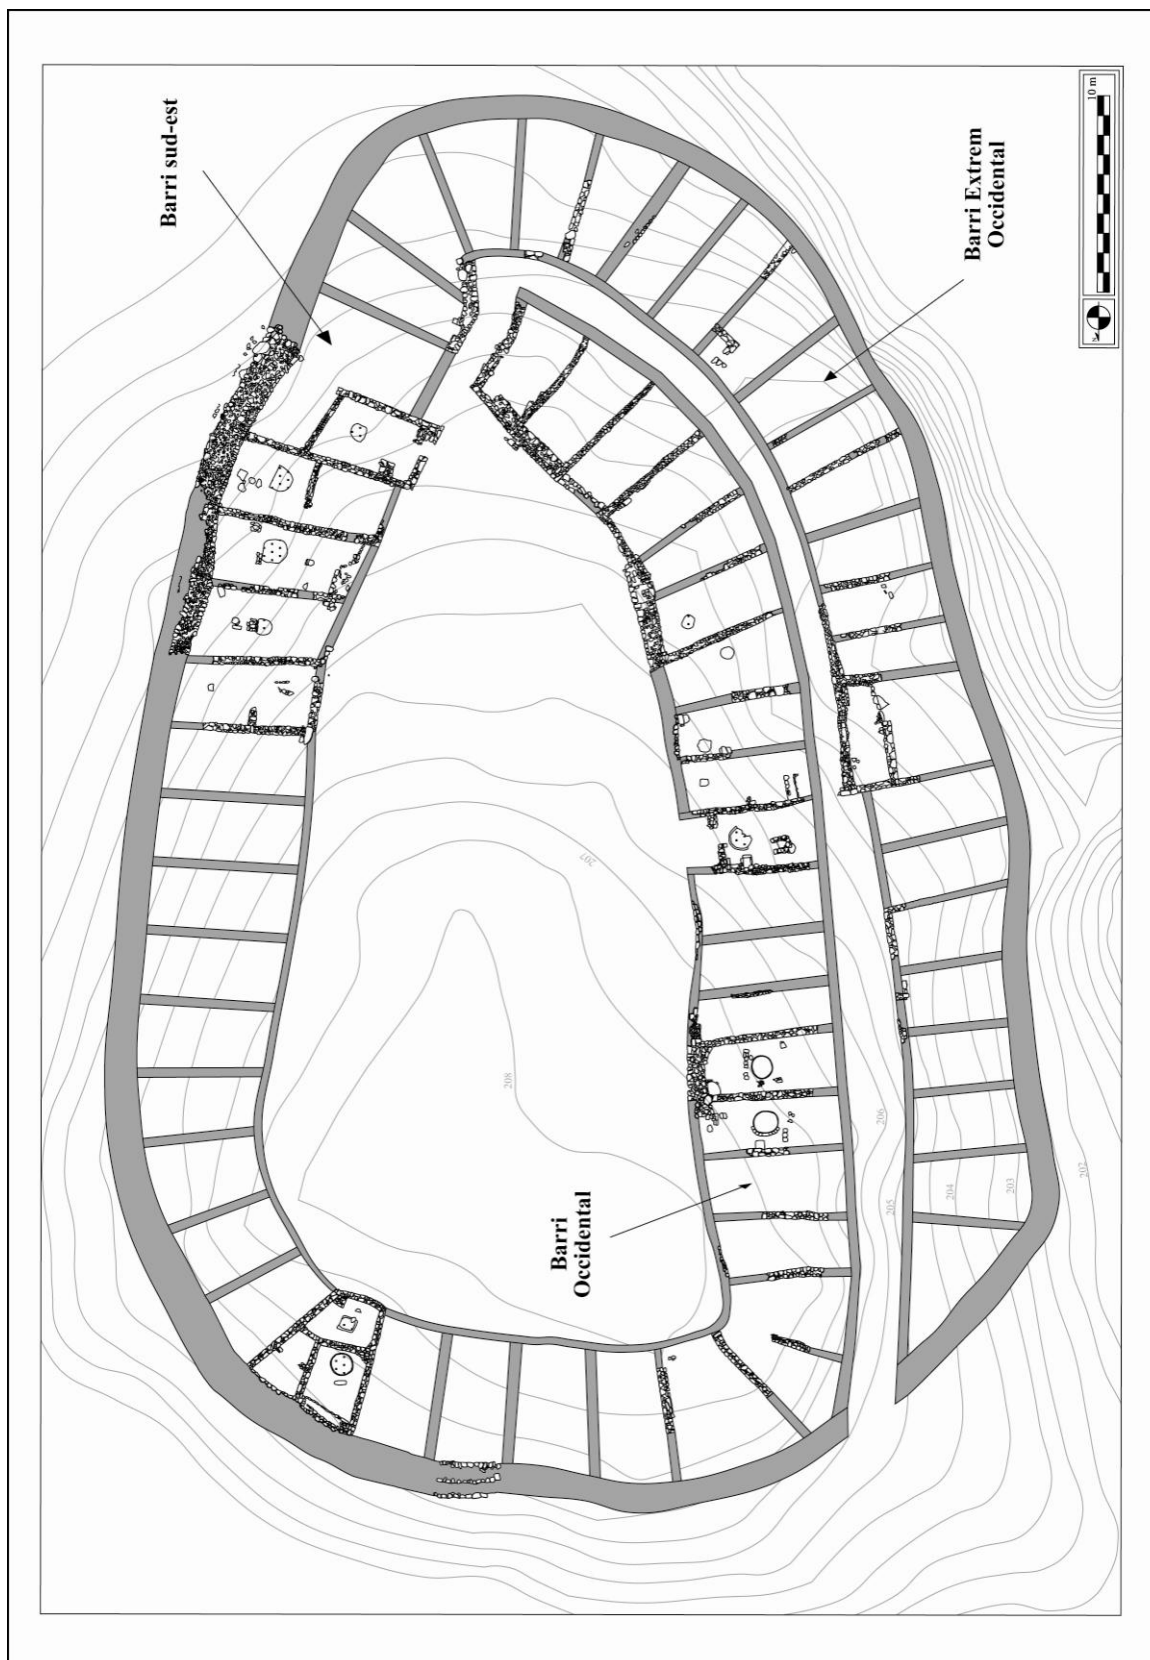 Barri sud-est
Barri Extrem
Occidental
10 m
N
207
208
Barri
Occidental
206
205
204
203
202